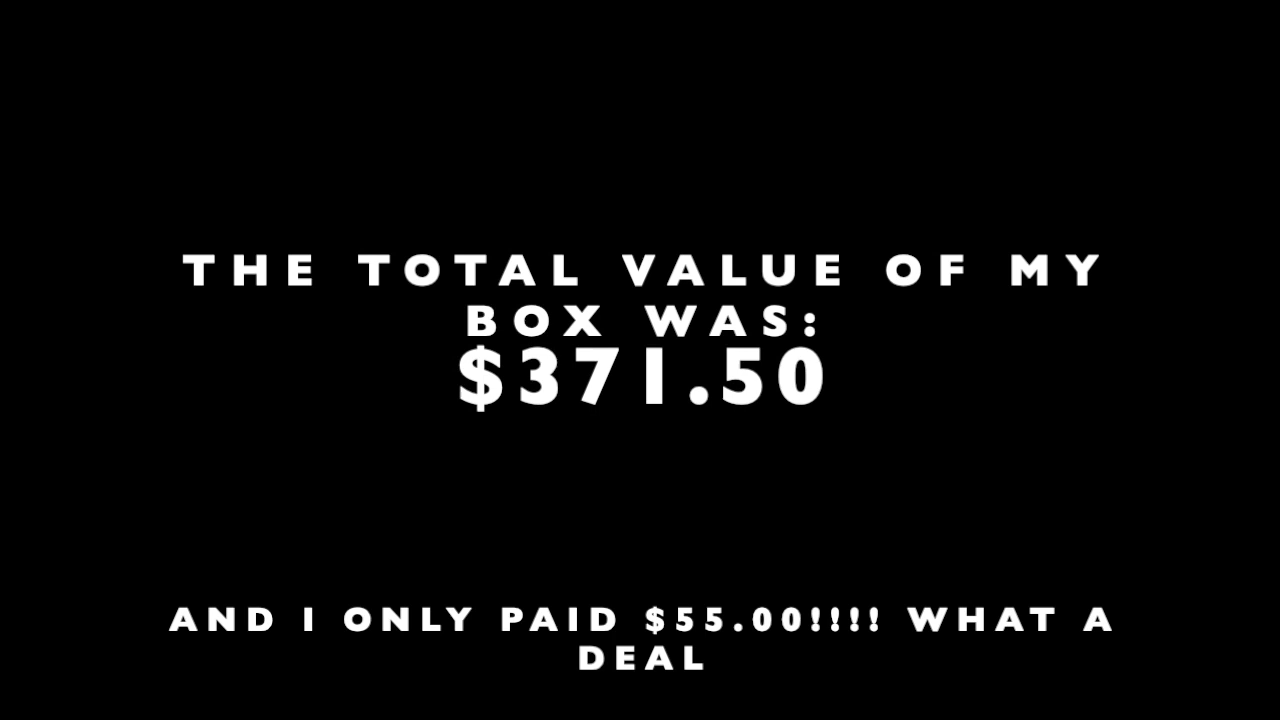 THE TOTAL VALUE OF MY
BOX WAS:
$371.50
AND I ONLY PAID $55.00!!!! WHAT A
DEAL